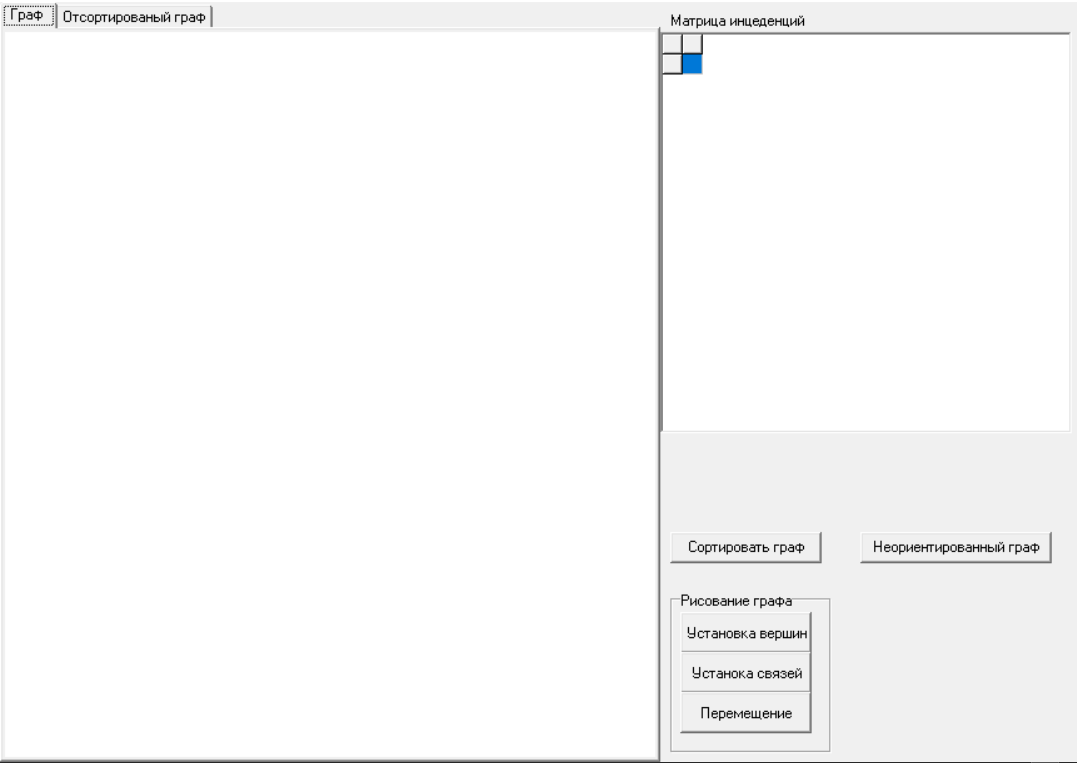 Граф
Отсортированый граф
Матрица инцеденций
Сортировать граф
Неориентированный граф
Рисование графа
Установка вершин
Устанока связей
Перемещение